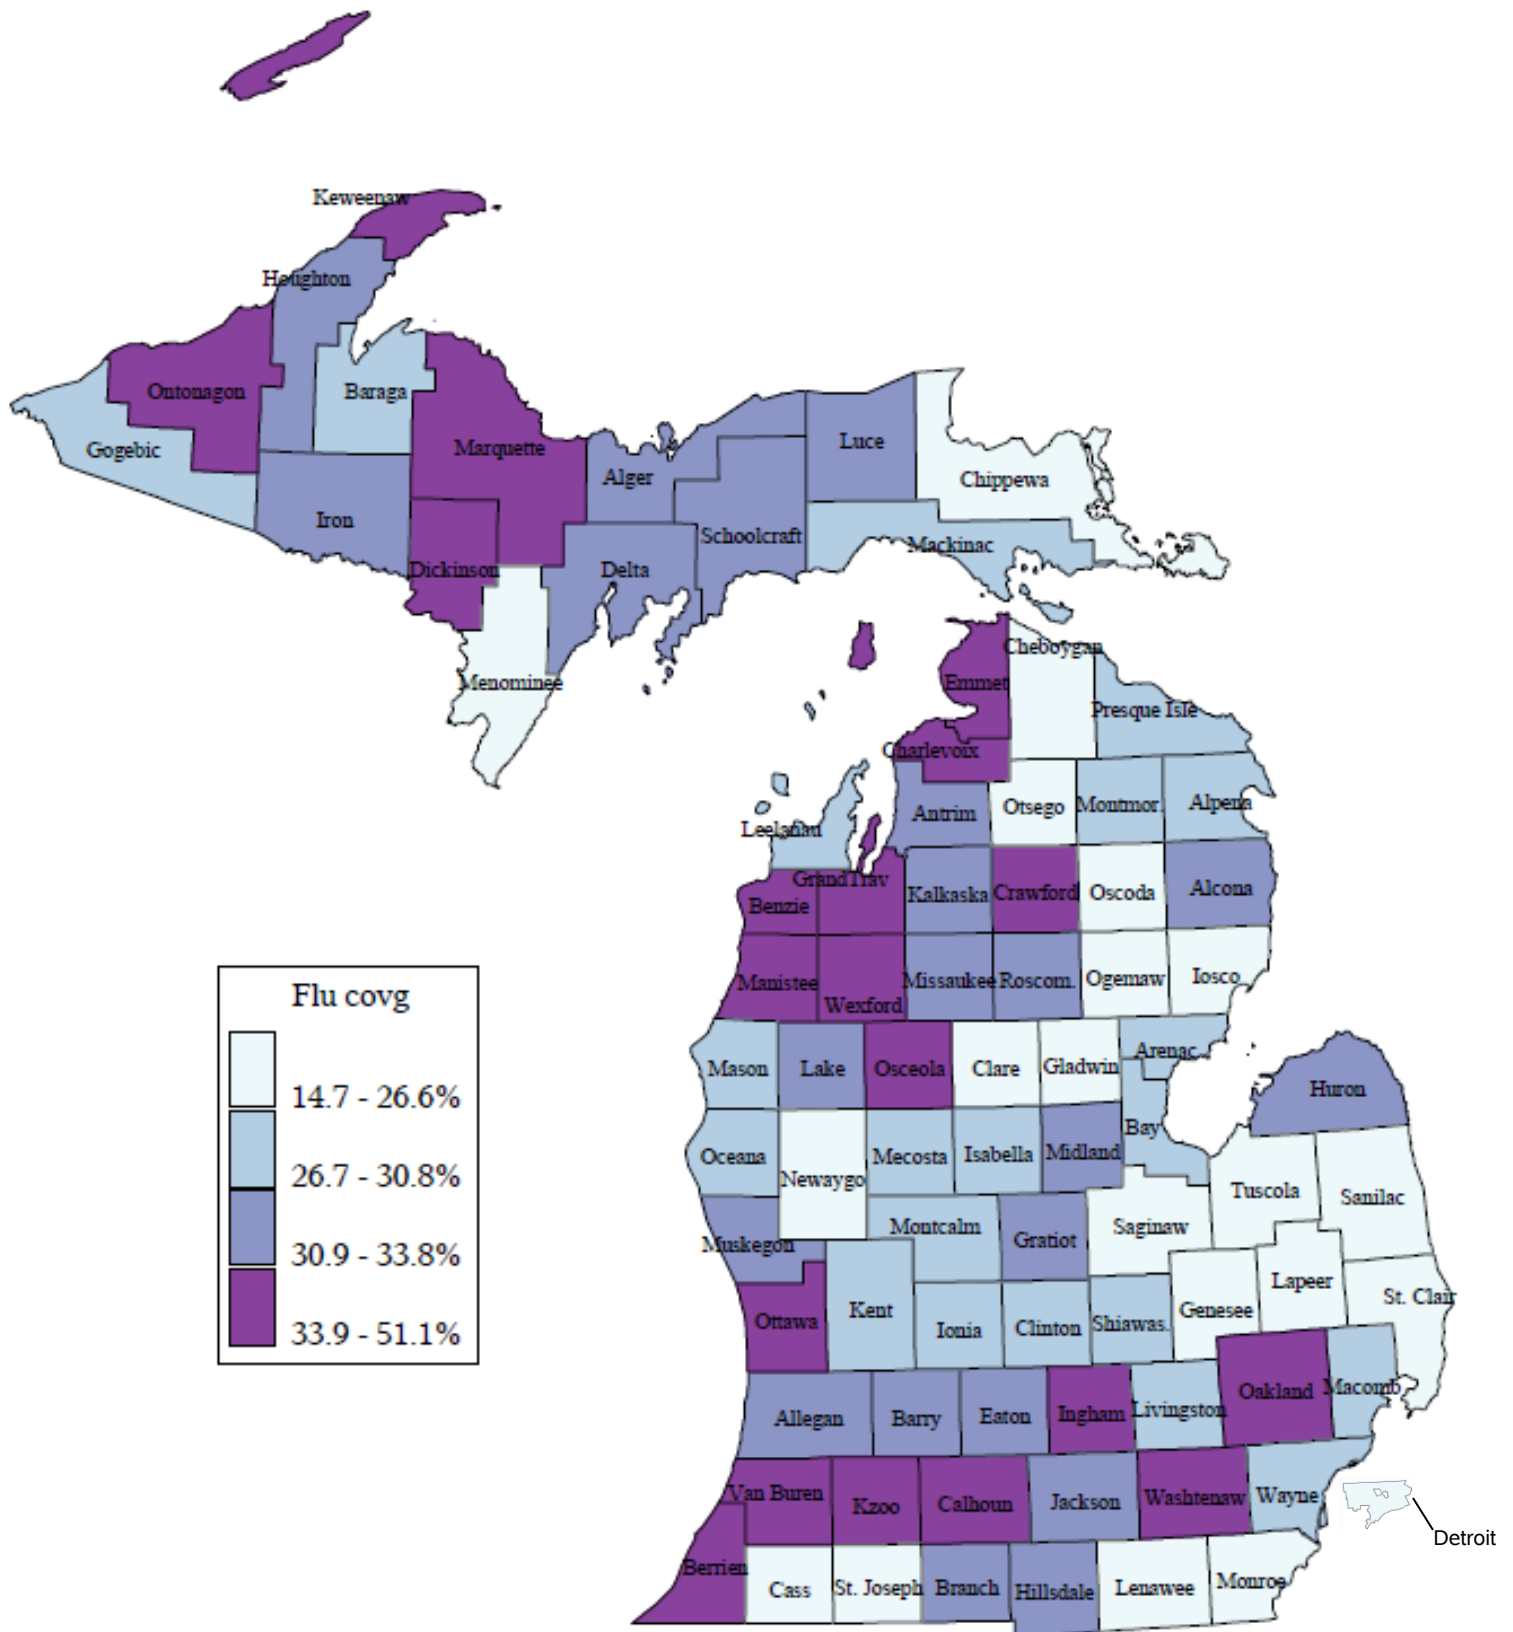 Keweenaw
Houghton
Ontonagon
Baraga
Gogebic
Marquette
Luce
Alger
Chippewa
Iron
Schoolcraft
Mackinac
Dickinson
Delta
Menominee
Cheboygan
Emmet
Presque Isle
Charlevoix
Antrim
Otsego
Montmor.
Alpena
Leelanau
GrandTrav
Benzie
Kalkaska
Crawford
Oscoda
Alcona
Manistee
Wexford
Missaukee
Roscom.
Ogemaw
Iosco
Flu covg
14.7 - 26.6%
26.7 - 30.8%
30.9 - 33.8%
33.9 - 51.1%
Mason
Lake
Osceola
Clare
Gladwin
Arenac
Huron
Oceana
Newaygo
Mecosta
Isabella
Midland
Bay
Tuscola
Sanilac
Muskegon
Montcalm
Gratiot
Saginaw
Lapeer
St. Clair
Ottawa
Kent
Ionia
Clinton
Shiawas.
Genesee
Allegan
Barry
Eaton
Ingham
Livingston
Oakland
Macomb
Van Buren
Kzoo
Calhoun
Jackson
Washtenaw
Wayne
Detroit
Berrien
Cass
St. Joseph
Branch
Hillsdale
Lenawee
Monroe